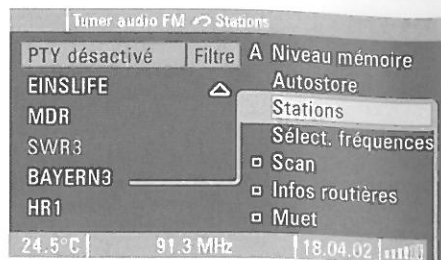 Tuner audio FM Stations
PTY désactivé Filtre
EINSLIFE
MDR
SWR3
BAYERN3
HR1
A Niveau mémoire
Autostore
Stations
Sélect. fréquences
Scan
Infos routières
Muet
24.5°C 91.3 MHz 18.04.02